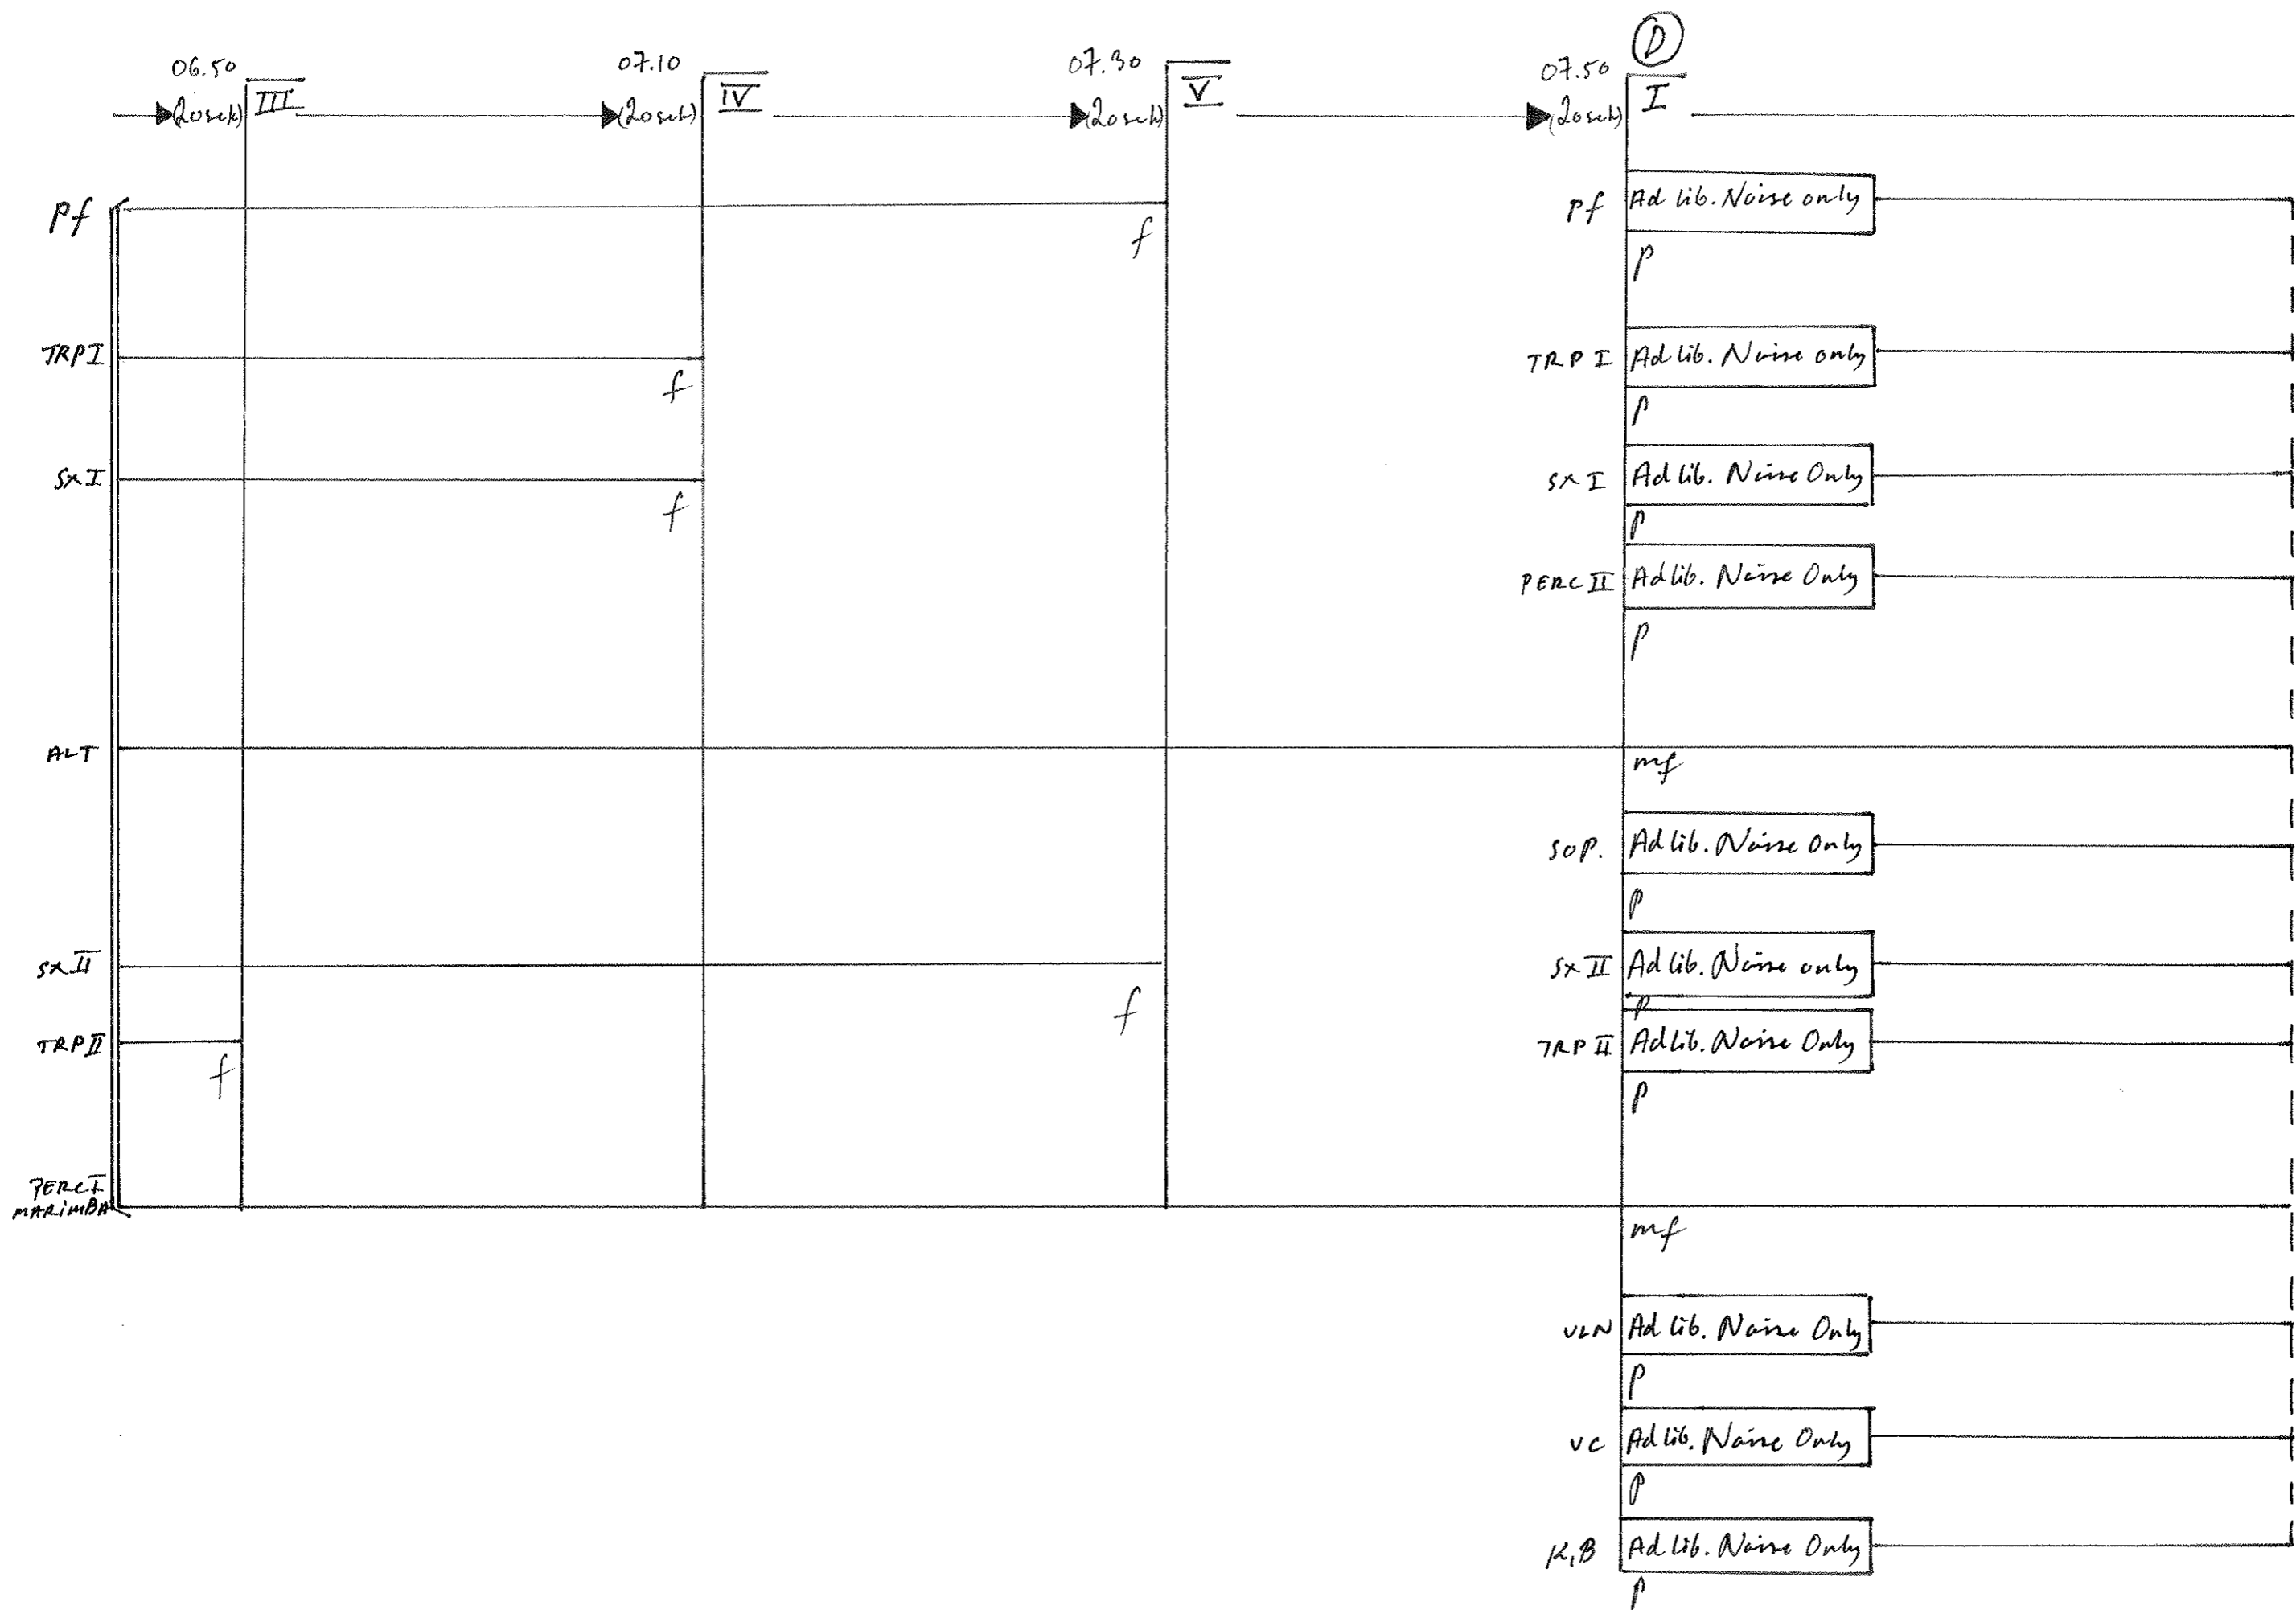 D
06.50 07.10 07.30 07.50
(20sek) III (20sek) IV (20sek) V (20sek) I
Pf f Pf Ad lib. Noise only
p
TRP I f TRP I Ad lib. Noise only
p
SX I f SX I Ad lib. Noise Only
p
PERC II Ad lib. Noise Only
p
ALT mf
SOP. Ad lib. Noise Only
p
SX II f SX II Ad lib. Noise only
p
TRP II f TRP II Ad lib. Noise Only
p
PERC I
MARIMBA mf
VLN Ad lib. Noise Only
p
VC Ad lib. Noise Only
p
K,B Ad lib. Noise Only
p